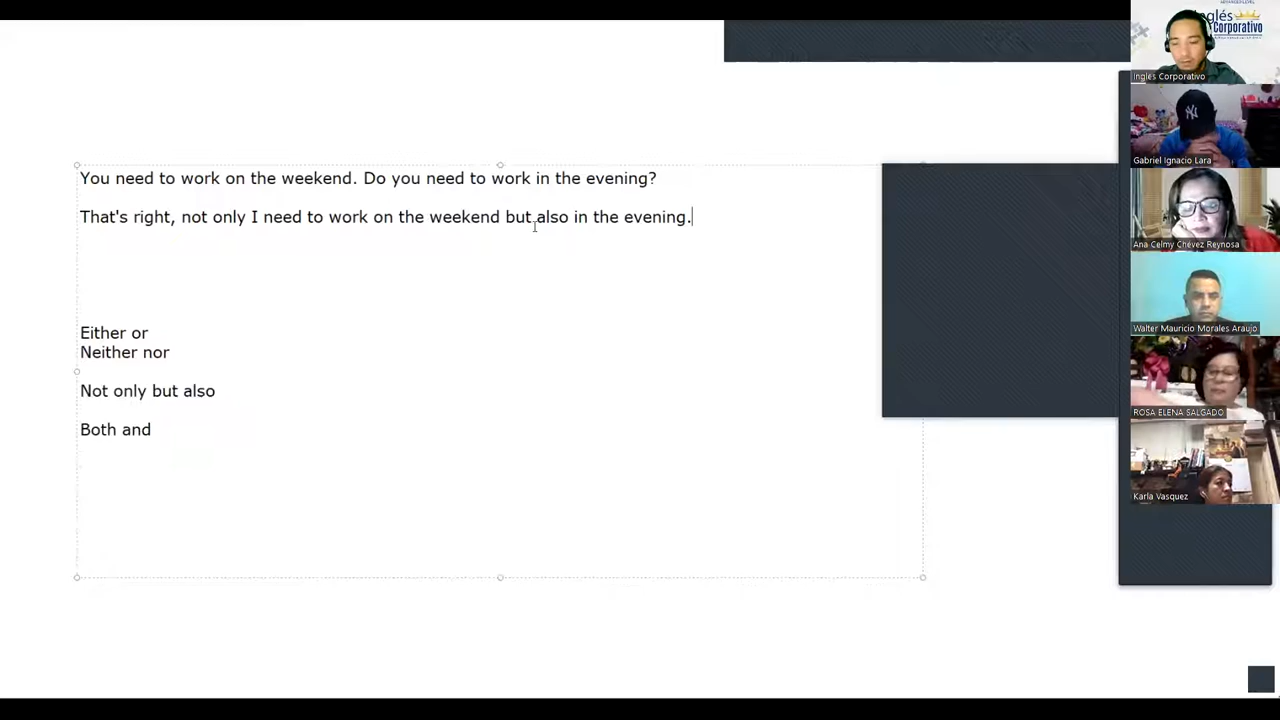 You need to work on the weekend. Do you need to work in the evening?
That's right, not only I need to work on the weekend but also in the evening.
Either or
Neither nor
Not only but also
Both and
Inglés
Corporativo
Ingles Corporativo
Gabriel Ignacio Lara
Ana Celmy Chévez Reynosa
Walter Mauricio Morales Araujo
ROSA ELENA SALGADO
Karla Vasquez